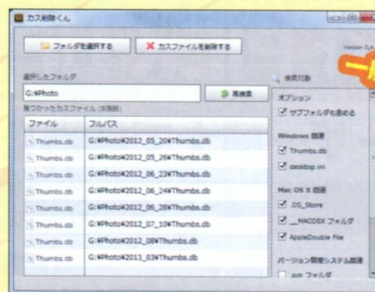 カス削除くん
フォルダを選択する
カスファイルを削除する
選択したフォルダ
G:¥Photo
再検索
検索対象
見つかったカスファイル
ファイル フルパス
Thumbs.db G:¥Photo¥2012_05_20¥Thumbs.db
Thumbs.db G:¥Photo¥2012_05_26¥Thumbs.db
Thumbs.db G:¥Photo¥2012_06_23¥Thumbs.db
Thumbs.db G:¥Photo¥2012_06_24¥Thumbs.db
Thumbs.db G:¥Photo¥2012_06_28¥Thumbs.db
Thumbs.db G:¥Photo¥2012_07_10¥Thumbs.db
Thumbs.db G:¥Photo¥2012_08¥Thumbs.db
Thumbs.db G:¥Photo¥2013_03¥Thumbs.db
オプション
サブフォルダも含める
Windows 関連
Thumbs.db
desktop.ini
Mac OS X 関連
.DS_Store
__MACOSX フォルダ
AppleDouble File
バージョン管理システム関連
.svn フォルダ